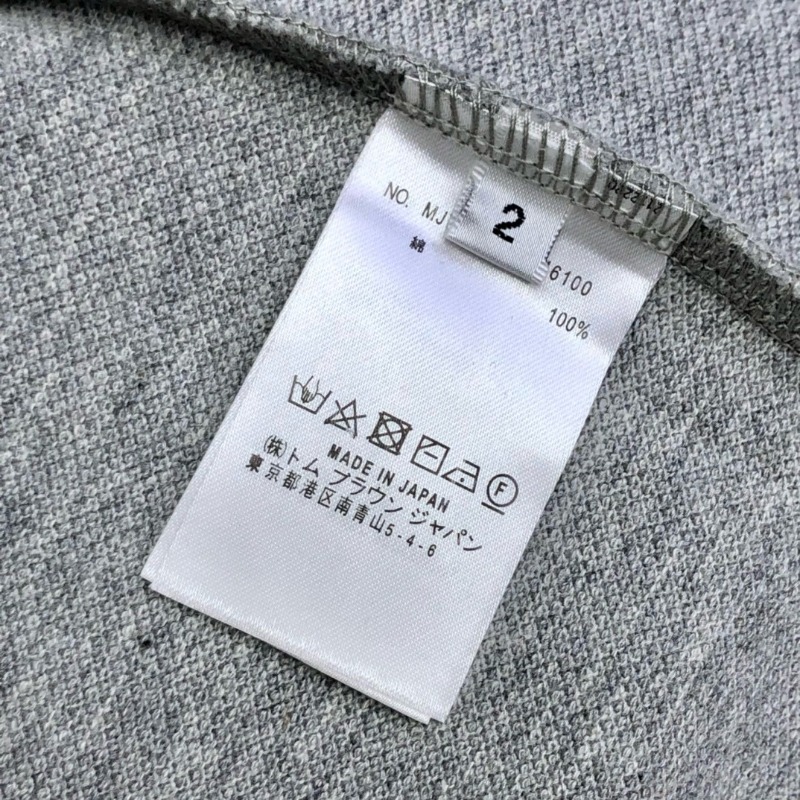 2
NO. MJ 6100
綿 100%
F
MADE IN JAPAN
(株)トム ブラウン ジャパン
東京都港区南青山5-4-6